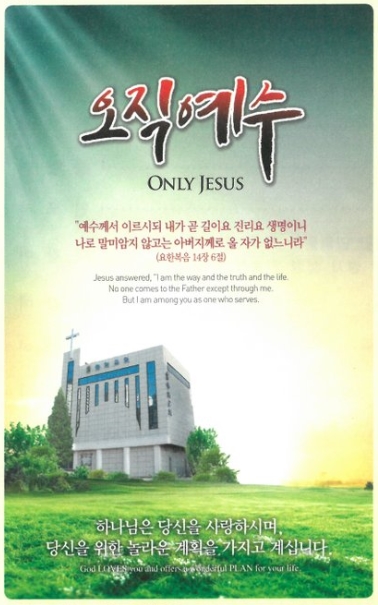 오직예수
ONLY JESUS
"예수께서 이르시되 내가 곧 길이요 진리요 생명이니
나로 말미암지 않고는 아버지께로 올 자가 없느니라"
(요한복음 14장 6절)
Jesus answered, "I am the way and the truth and the life.
No one comes to the Father except through me.
But I am among you as one who serves.
하나님은 당신을 사랑하시며,
당신을 위한 놀라운 계획을 가지고 계십니다.
God LOVES you and offers a wonderful PLAN for your life.